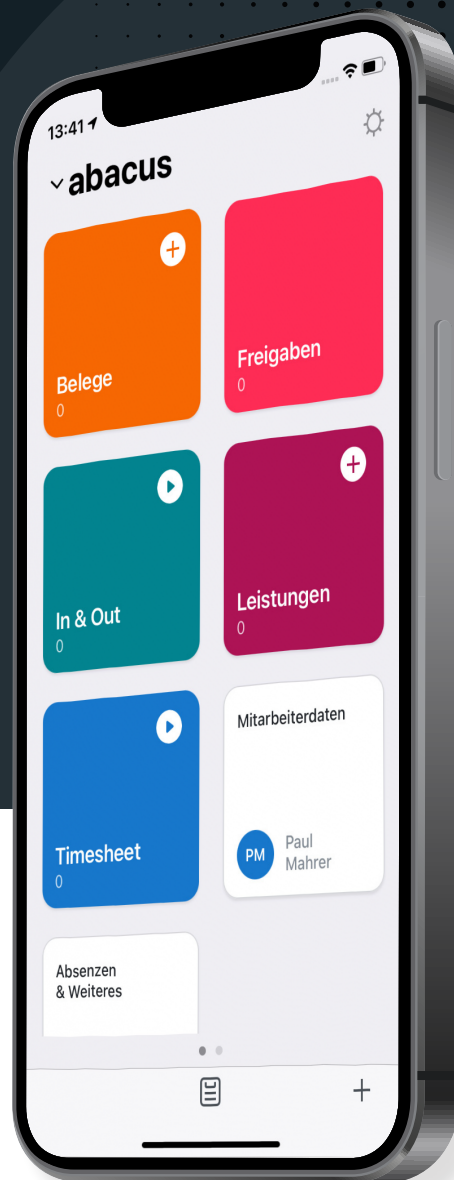 13:41
abacus
Belege
0
Freigaben
0
In & Out
0
Leistungen
0
Timesheet
0
Mitarbeiterdaten
PM
Paul
Mahrer
Absenzen
& Weiteres